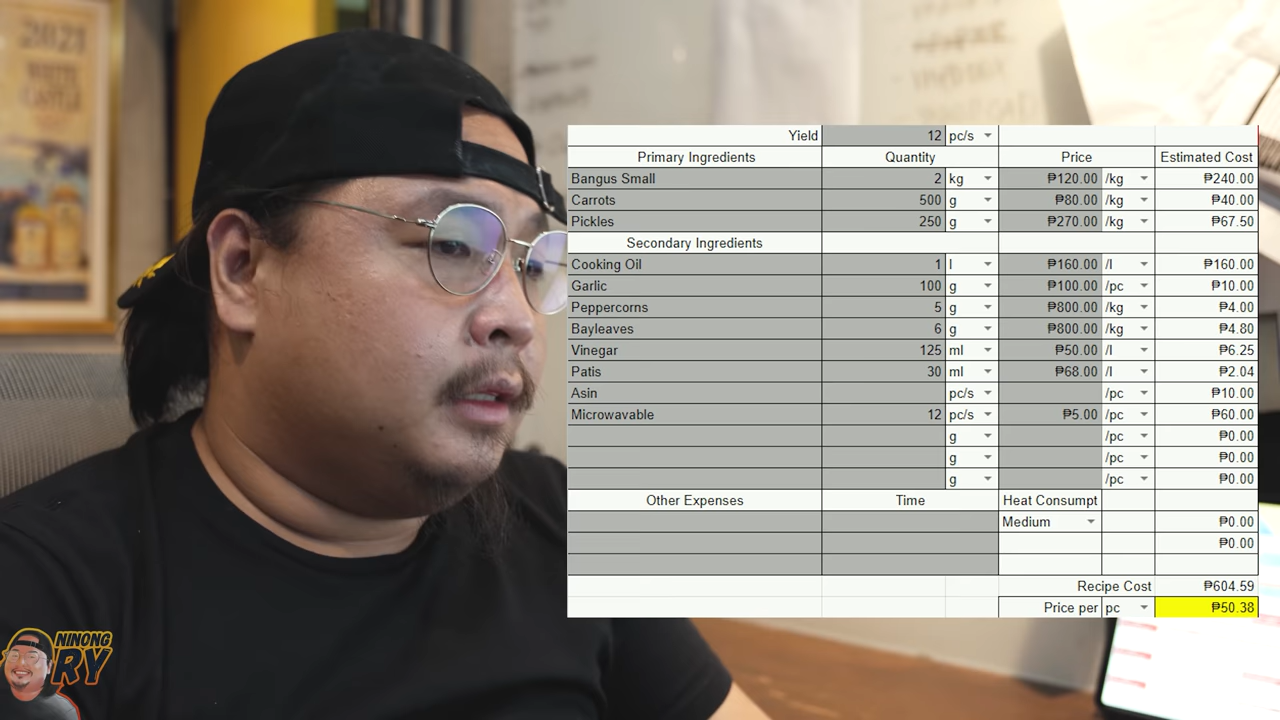 2021
WHITE
CASTLE
Yield 12 pc/s
Primary Ingredients Quantity Price Estimated Cost
Bangus Small 2 kg ₱120.00 /kg ₱240.00
Carrots 500 g ₱80.00 /kg ₱40.00
Pickles 250 g ₱270.00 /kg ₱67.50
Secondary Ingredients
Cooking Oil 1 l ₱160.00 /l ₱160.00
Garlic 100 g ₱100.00 /pc ₱10.00
Peppercorns 5 g ₱800.00 /kg ₱4.00
Bayleaves 6 g ₱800.00 /kg ₱4.80
Vinegar 125 ml ₱50.00 /l ₱6.25
Patis 30 ml ₱68.00 /l ₱2.04
Asin pc/s /pc ₱10.00
Microwavable 12 pc/s ₱5.00 /pc ₱60.00
g /pc ₱0.00
g /pc ₱0.00
g /pc ₱0.00
Other Expenses Time Heat Consumpt
Medium ₱0.00
₱0.00
Recipe Cost ₱604.59
Price per pc ₱50.38
NINONG
RY